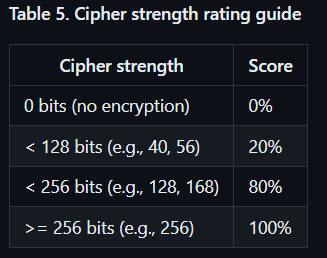 Table 5. Cipher strength rating guide
Cipher strength Score
0 bits (no encryption) 0%
< 128 bits (e.g., 40, 56) 20%
< 256 bits (e.g., 128, 168) 80%
>= 256 bits (e.g., 256) 100%